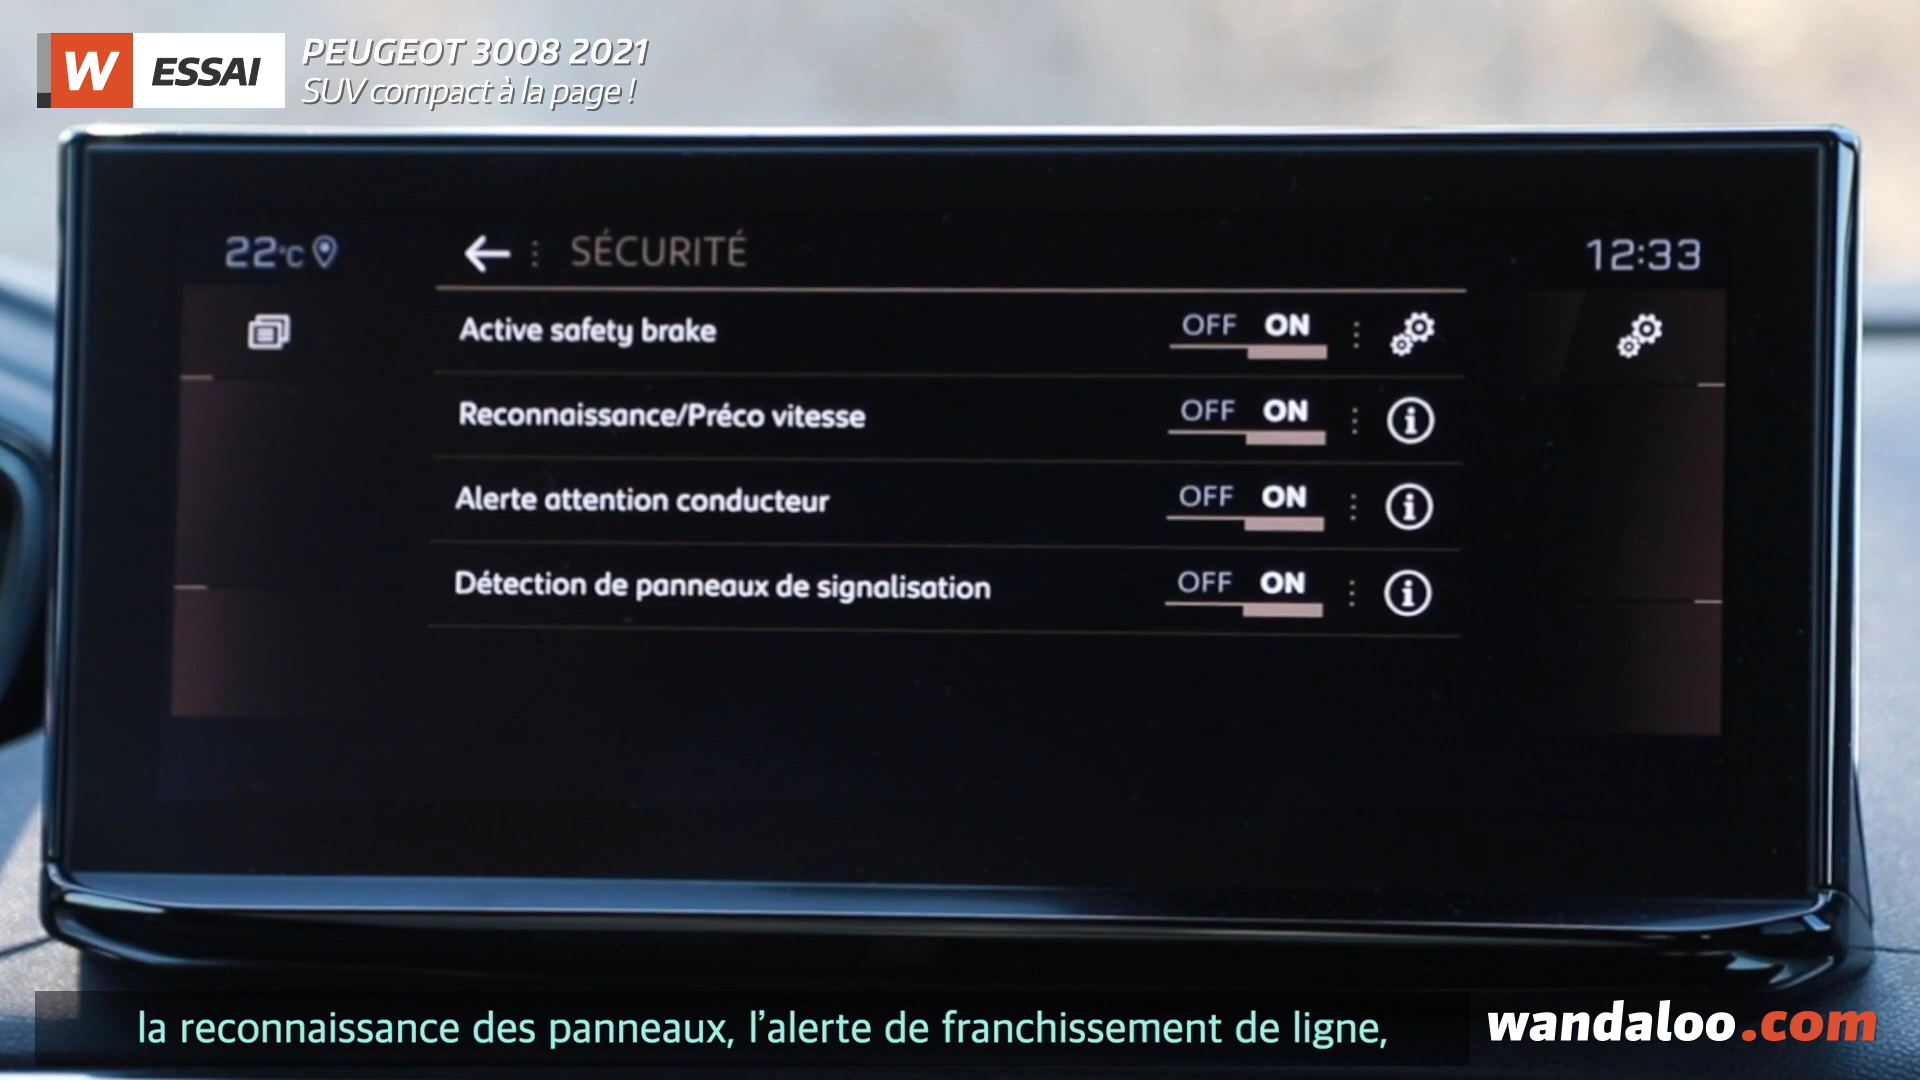 W ESSAI
PEUGEOT 3008 2021
SUV compact à la page !
22°C
SÉCURITÉ
12:33
Active safety brake OFF ON
Reconnaissance/Préco vitesse OFF ON
Alerte attention conducteur OFF ON
Détection de panneaux de signalisation OFF ON
la reconnaissance des panneaux, l’alerte de franchissement de ligne,
wandaloo.com